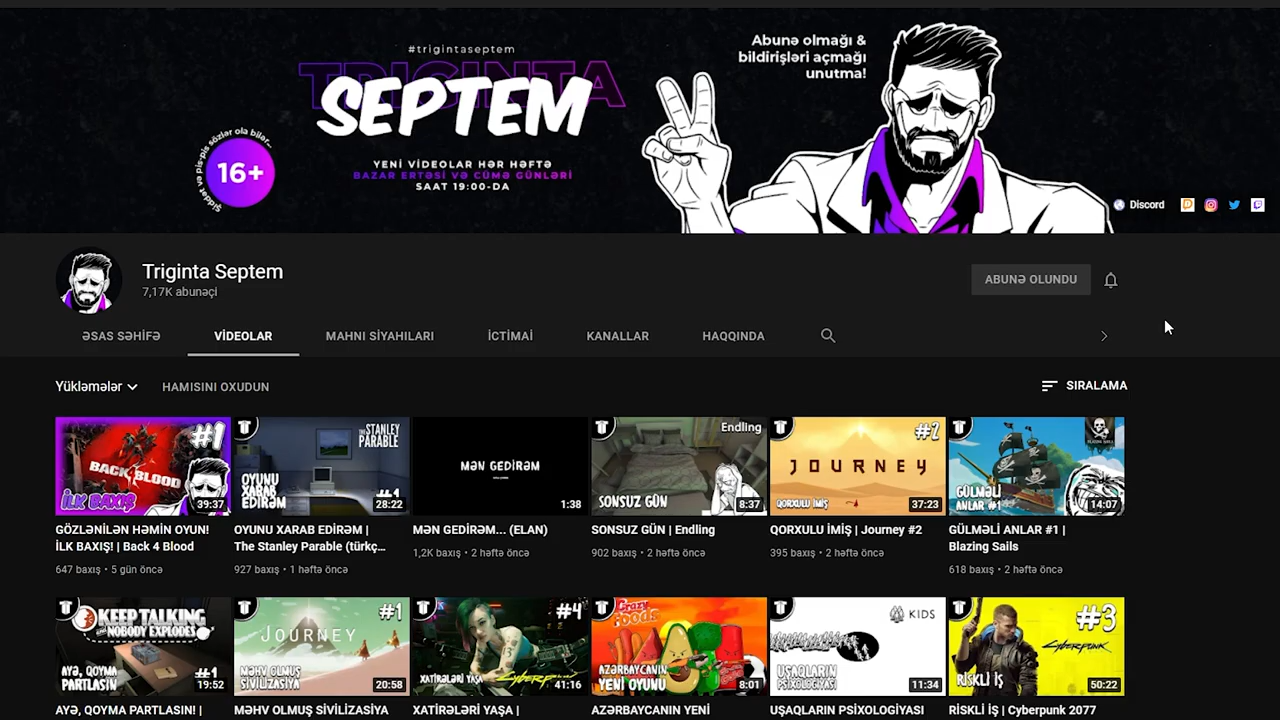 #trigintaseptem
TRIGINTA
SEPTEM
YENİ VİDEOLAR HƏR HƏFTƏ
BAZAR ERTƏSİ VƏ CÜMƏ GÜNLƏRİ
SAAT 19:00-DA
Şiddət və pis-pis sözlər ola bilər~
16+
Abunə olmağı &
bildirişləri açmağı
unutma!
Discord
Triginta Septem
7,17K abunəçi
ABUNƏ OLUNDU
ƏSAS SƏHİFƏ VİDEOLAR MAHNI SİYAHILARI İCTİMAİ KANALLAR HAQQINDA
Yükləmələr HAMISINI OXUDUN SIRALAMA
#1
BACK BLOOD
İLK BAXIŞ
39:37
GÖZLƏNİLƏN HƏMİN OYUN!
İLK BAXIŞ! | Back 4 Blood
647 baxış • 5 gün öncə
THE STANLEY
PARABLE
OYUNU
XARAB
EDİRƏM
#1
28:22
OYUNU XARAB EDİRƏM |
The Stanley Parable (türkç...
927 baxış • 1 həftə öncə
MƏN GEDİRƏM
1:38
MƏN GEDİRƏM... (ELAN)
1,2K baxış • 2 həftə öncə
Endling
SONSUZ GÜN
8:37
SONSUZ GÜN | Endling
902 baxış • 2 həftə öncə
#2
JOURNEY
QORXULU İMİŞ
37:23
QORXULU İMİŞ | Journey #2
395 baxış • 2 həftə öncə
GÜLMƏLİ
ANLAR #1
14:07
GÜLMƏLİ ANLAR #1 |
Blazing Sails
618 baxış • 2 həftə öncə
KEEP TALKING
AND NOBODY EXPLODES
AYƏ, QOYMA
PARTLASIN
#1
19:52
AYƏ, QOYMA PARTLASIN! |
#1
JOURNEY
MƏHV OLMUŞ
SİVİLİZASİYA
20:58
MƏHV OLMUŞ SİVİLİZASİYA
#4
XATİRƏLƏRİ YAŞA
CYBERPUNK
41:16
XATİRƏLƏRİ YAŞA |
Crazy
Foods
AZƏRBAYCANIN
YENİ OYUNU
8:01
AZƏRBAYCANIN YENİ
KIDS
UŞAQLARIN
PSİXOLOGİYASI
11:34
UŞAQLARIN PSİXOLOGİYASI
#3
CYBERPUNK
RİSKLİ İŞ
50:22
RİSKLİ İŞ | Cyberpunk 2077